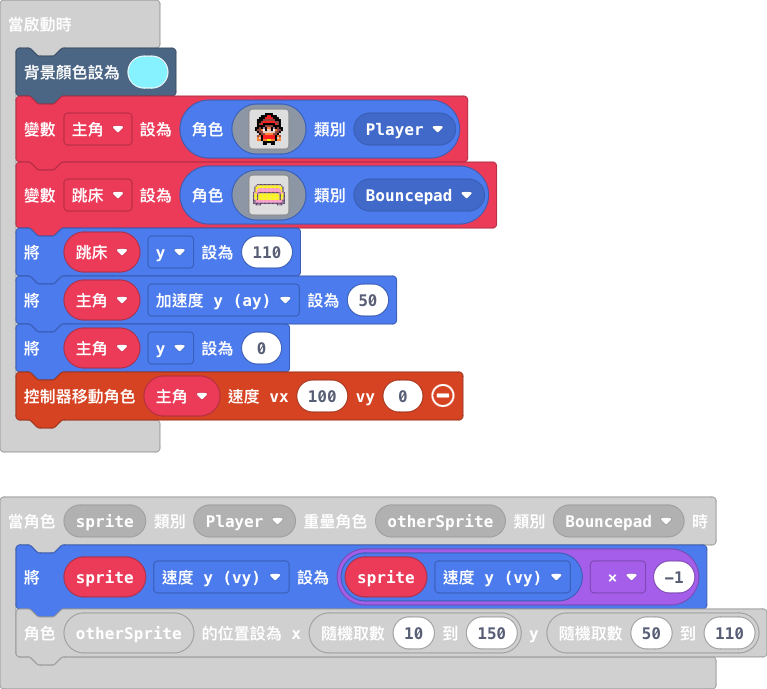 當啟動時
背景顏色設為
變數 主角 設為 角色 類別 Player
變數 跳床 設為 角色 類別 Bouncepad
將 跳床 y 設為 110
將 主角 加速度 y (ay) 設為 50
將 主角 y 設為 0
控制器移動角色 主角 速度 vx 100 vy 0
當角色 sprite 類別 Player 重疊角色 otherSprite 類別 Bouncepad 時
將 sprite 速度 y (vy) 設為 sprite 速度 y (vy) × -1
角色 otherSprite 的位置設為 x 隨機取數 10 到 150 y 隨機取數 50 到 110